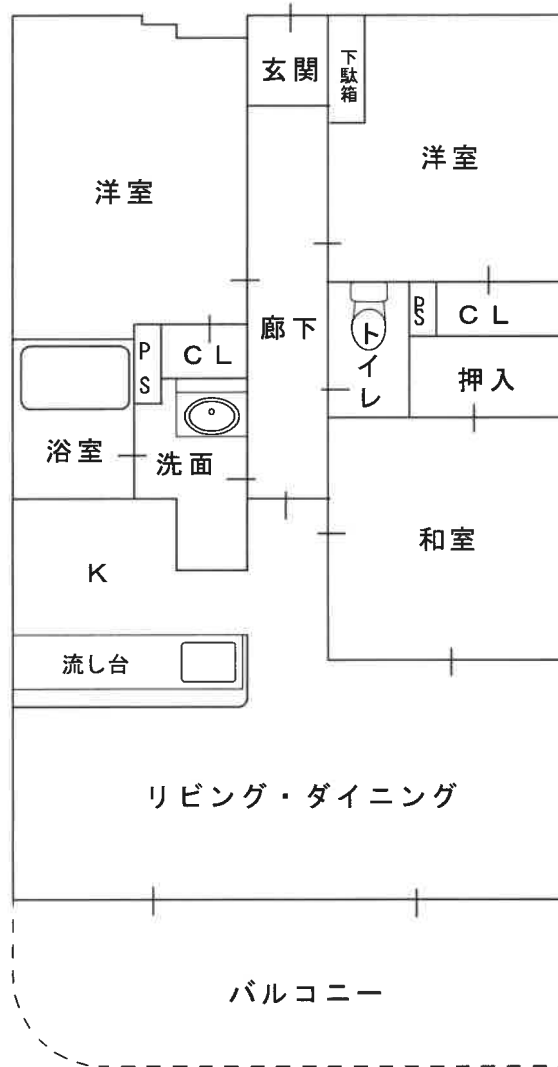 玄関
下駄箱
洋室
洋室
PS
CL
廊下
トイレ
PS
CL
押入
浴室
洗面
和室
K
流し台
リビング・ダイニング
バルコニー